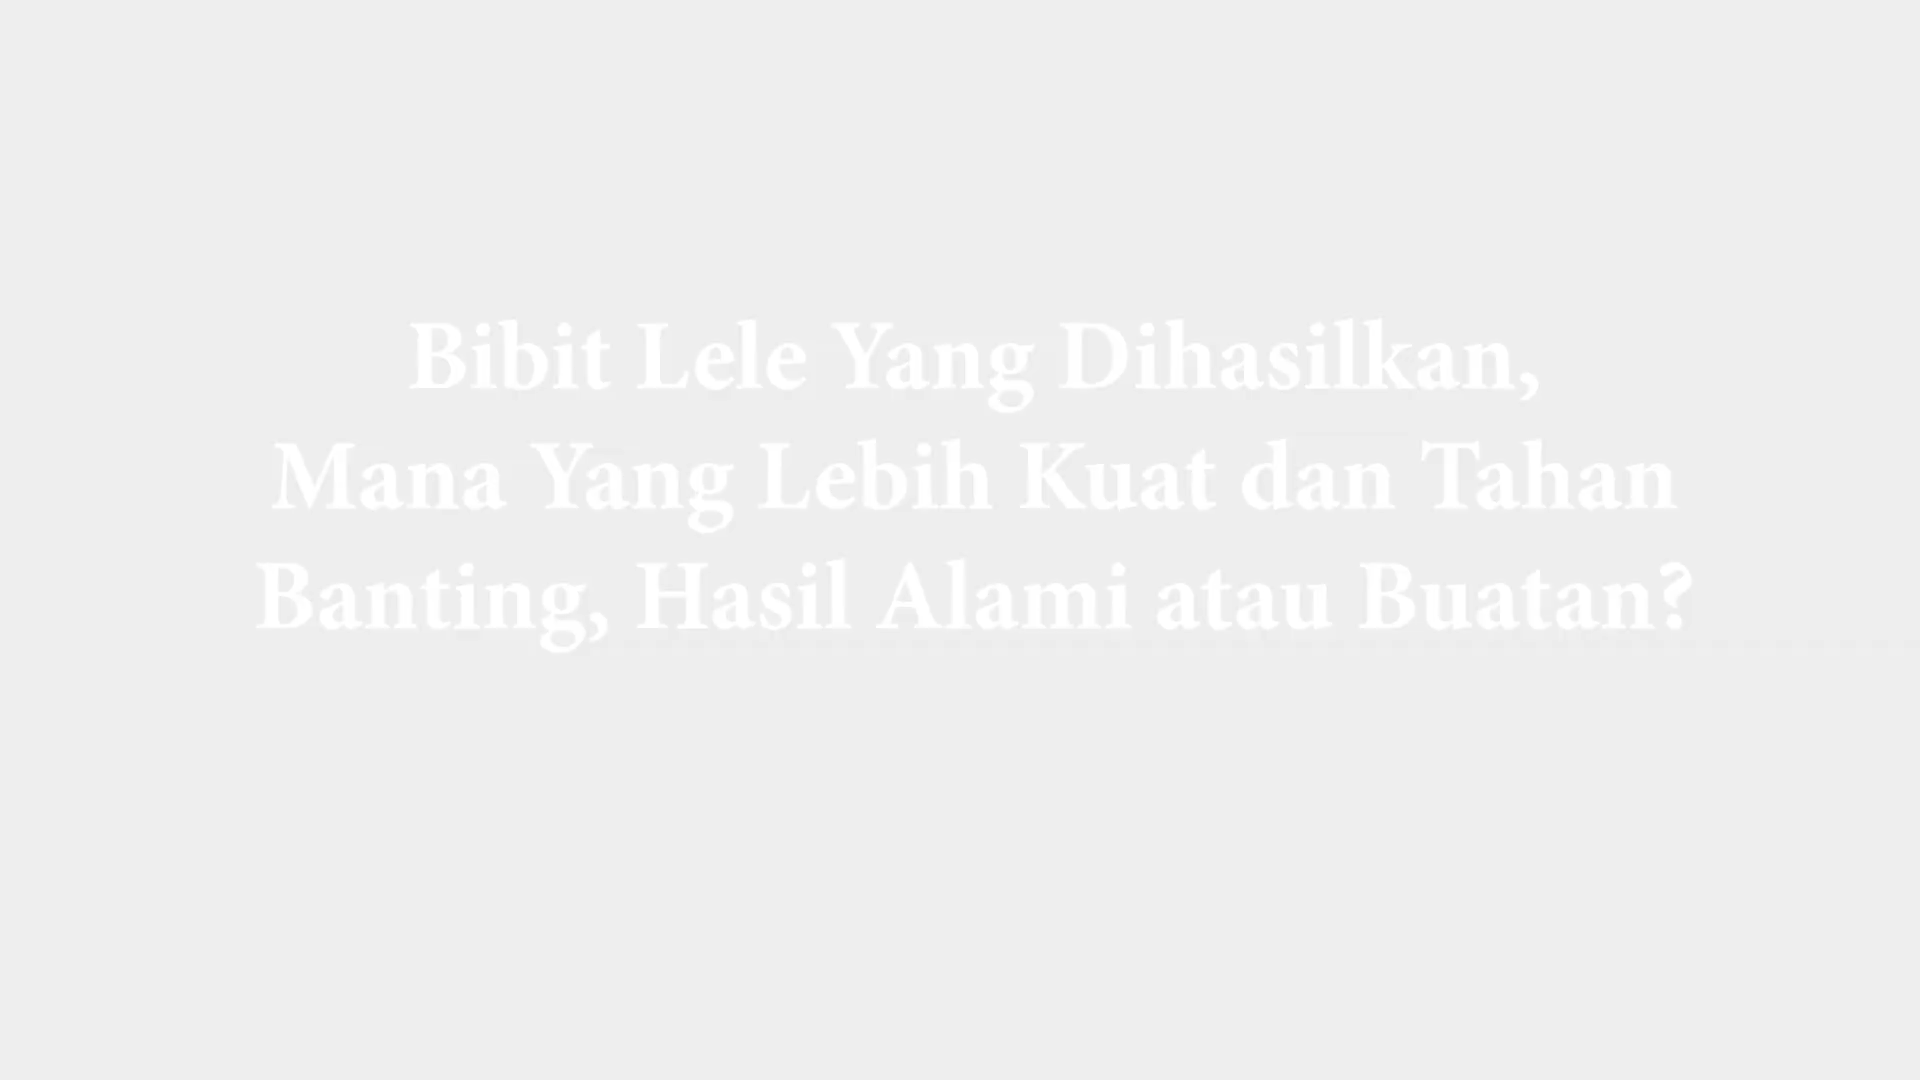 Bibit Lele Yang Dihasilkan,
Mana Yang Lebih Kuat dan Tahan
Banting, Hasil Alami atau Buatan?